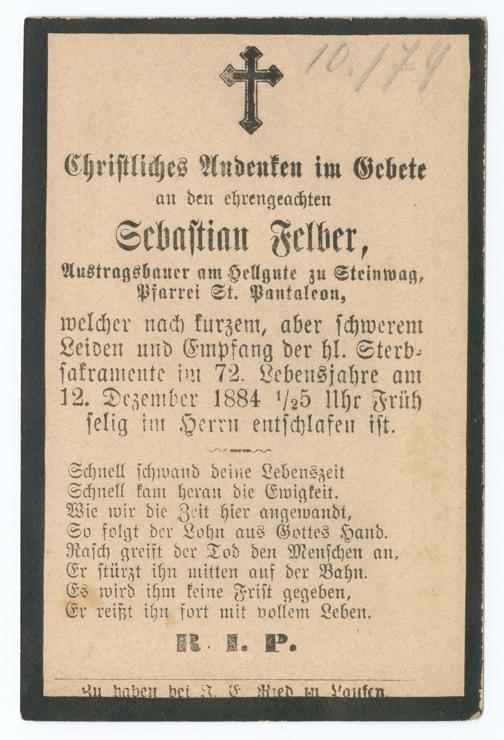 10./74
Christliches Andenken im Gebete
an den ehrengeachten
Sebastian Felber,
Austragsbauer am Hellgute zu Steinwag,
Pfarrei St. Pantaleon,
welcher nach kurzem, aber schwerem
Leiden und Empfang der hl. Sterb-
sakramente im 72. Lebensjahre am
12. Dezember 1884 1/25 Uhr Früh
selig im Herrn entschlafen ist.
Schnell schwand deine Lebenszeit
Schnell kam heran die Ewigkeit.
Wie wir die Zeit hier angewandt,
So folgt der Lohn aus Gottes Hand.
Rasch greift der Tod den Menschen an,
Er stürzt ihn mitten auf der Bahn.
Es wird ihm keine Frist gegeben,
Er reißt ihn fort mit vollem Leben.
R. I. P.
Zu haben bei J. E. Ried in Laufen.